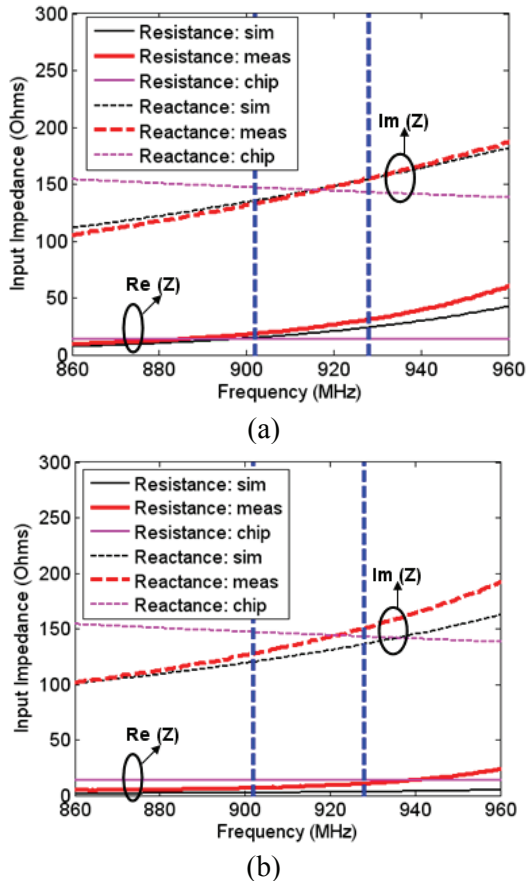 300
250
200
150
100
50
0
Input Impedance (Ohms)
Resistance: sim
Resistance: meas
Resistance: chip
Reactance: sim
Reactance: meas
Reactance: chip
Im (Z)
Re (Z)
860 880 900 920 940 960
Frequency (MHz)
(a)
300
250
200
150
100
50
0
Input Impedance (Ohms)
Resistance: sim
Resistance: meas
Resistance: chip
Reactance: sim
Reactance: meas
Reactance: chip
Im (Z)
Re (Z)
860 880 900 920 940 960
Frequency (MHz)
(b)